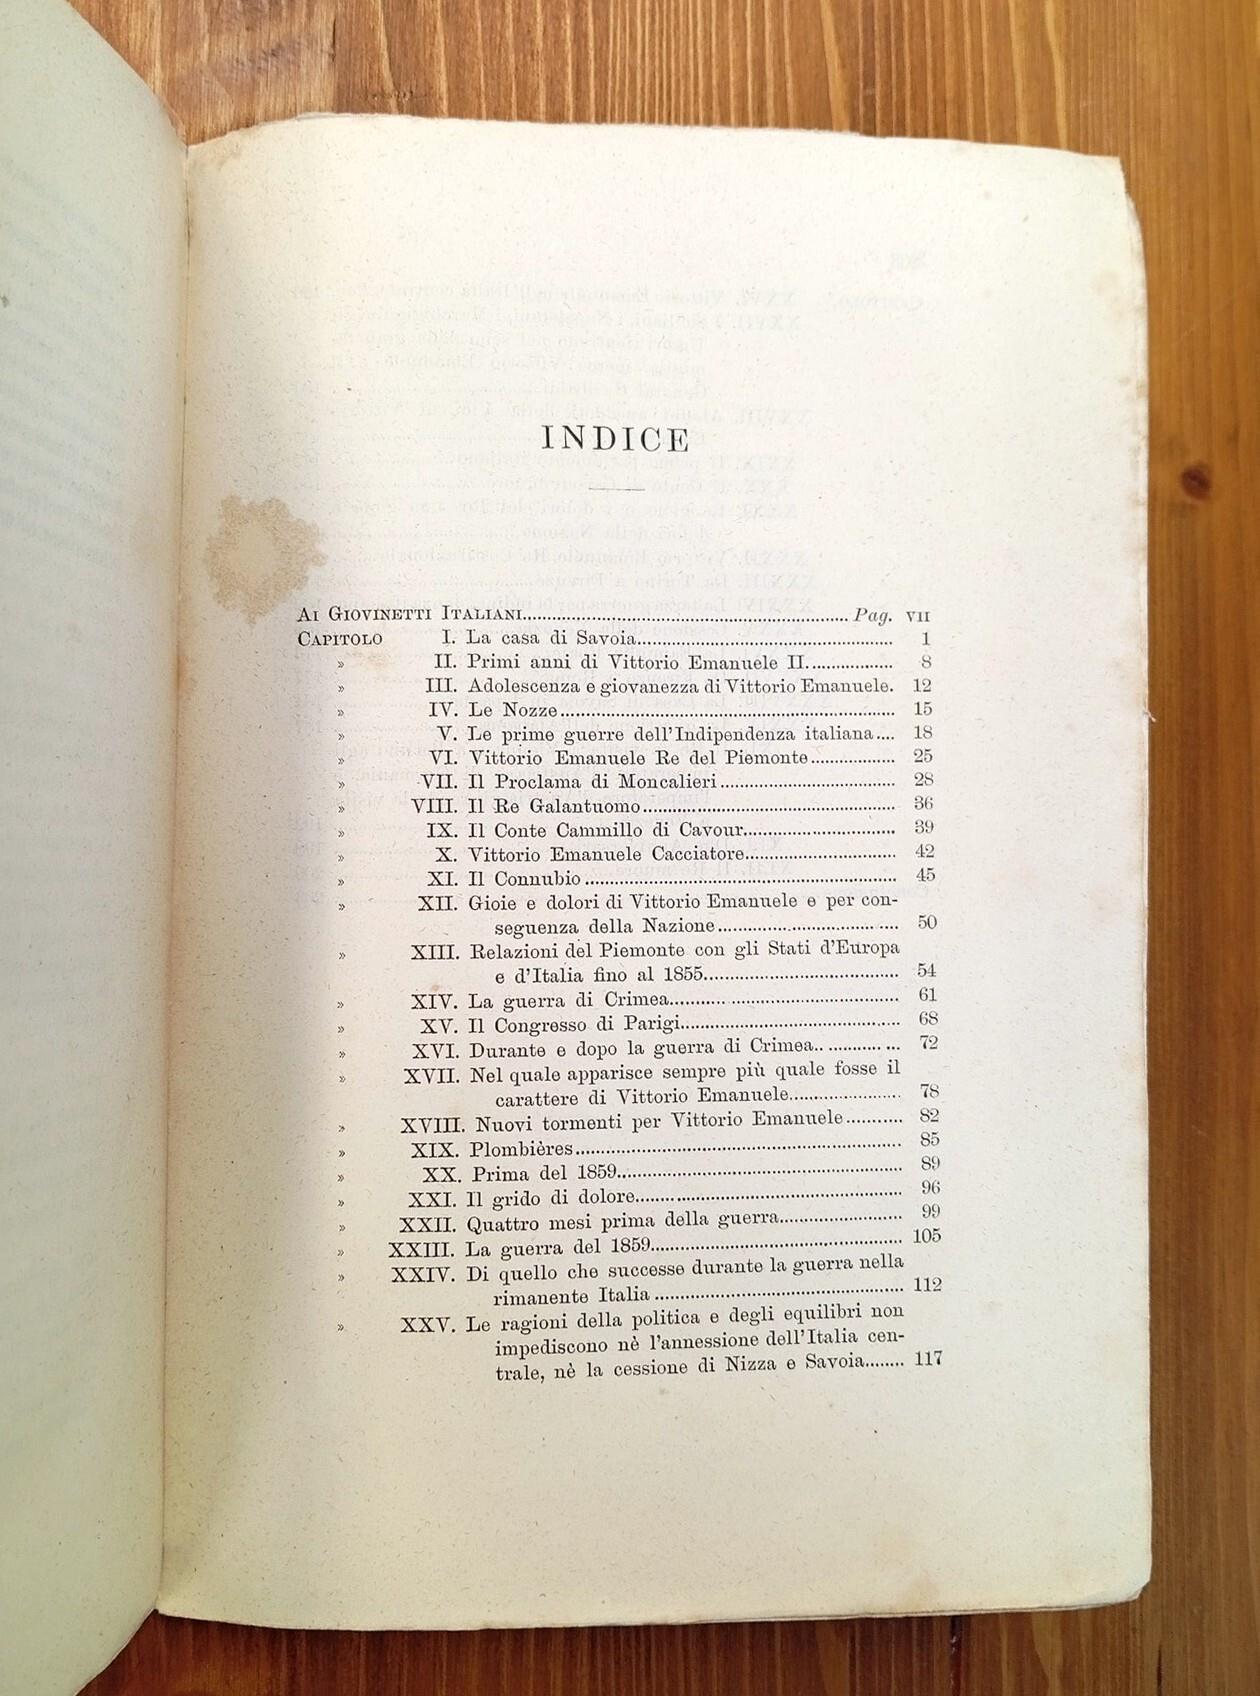 INDICE
AI GIOVINETTI ITALIANI........ Pag. VII
CAPITOLO I. La casa di Savoia........ 1
» II. Primi anni di Vittorio Emanuele II......... 8
» III. Adolescenza e giovanezza di Vittorio Emanuele. 12
» IV. Le Nozze........ 15
» V. Le prime guerre dell'Indipendenza italiana.... 18
» VI. Vittorio Emanuele Re del Piemonte........ 25
» VII. Il Proclama di Moncalieri........ 28
» VIII. Il Re Galantuomo........ 36
» IX. Il Conte Cammillo di Cavour........ 39
» X. Vittorio Emanuele Cacciatore........ 42
» XI. Il Connubio........ 45
» XII. Gioie e dolori di Vittorio Emanuele e per con-
seguenza della Nazione........ 50
» XIII. Relazioni del Piemonte con gli Stati d'Europa
e d'Italia fino al 1855........ 54
» XIV. La guerra di Crimea........ 61
» XV. Il Congresso di Parigi........ 68
» XVI. Durante e dopo la guerra di Crimea........ 72
» XVII. Nel quale apparisce sempre più quale fosse il
carattere di Vittorio Emanuele........ 78
» XVIII. Nuovi tormenti per Vittorio Emanuele........ 82
» XIX. Plombières........ 85
» XX. Prima del 1859........ 89
» XXI. Il grido di dolore........ 96
» XXII. Quattro mesi prima della guerra........ 99
» XXIII. La guerra del 1859........ 105
» XXIV. Di quello che successe durante la guerra nella
rimanente Italia........ 112
» XXV. Le ragioni della politica e degli equilibri non
impediscono nè l'annessione dell'Italia cen-
trale, nè la cessione di Nizza e Savoia........ 117